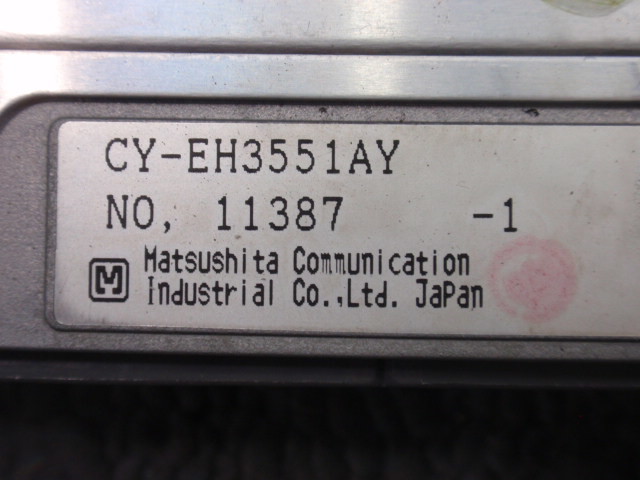 CY-EH3551AY
NO, 11387 -1
M Matsushita Communication
Industrial Co.,Ltd. JaPan